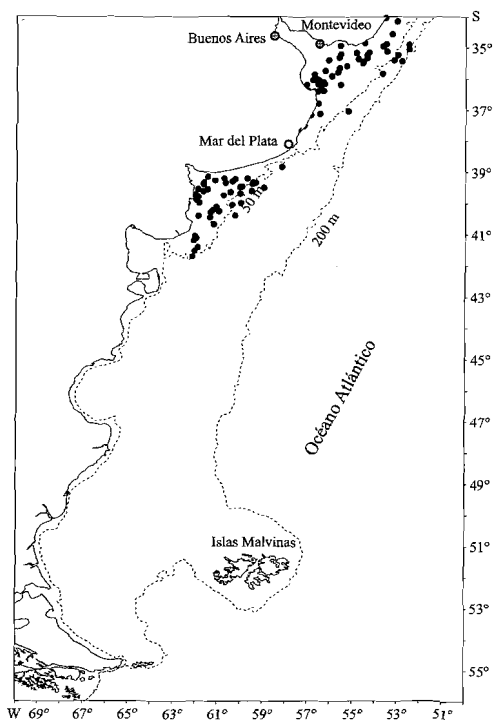 S
Montevideo
Buenos Aires
35°
37°
Mar del Plata
39°
50 m
41°
200 m
43°
45°
Océano Atlántico
47°
49°
Islas Malvinas
51°
53°
55°
W 69° 67° 65° 63° 61° 59° 57° 55° 53° 51°